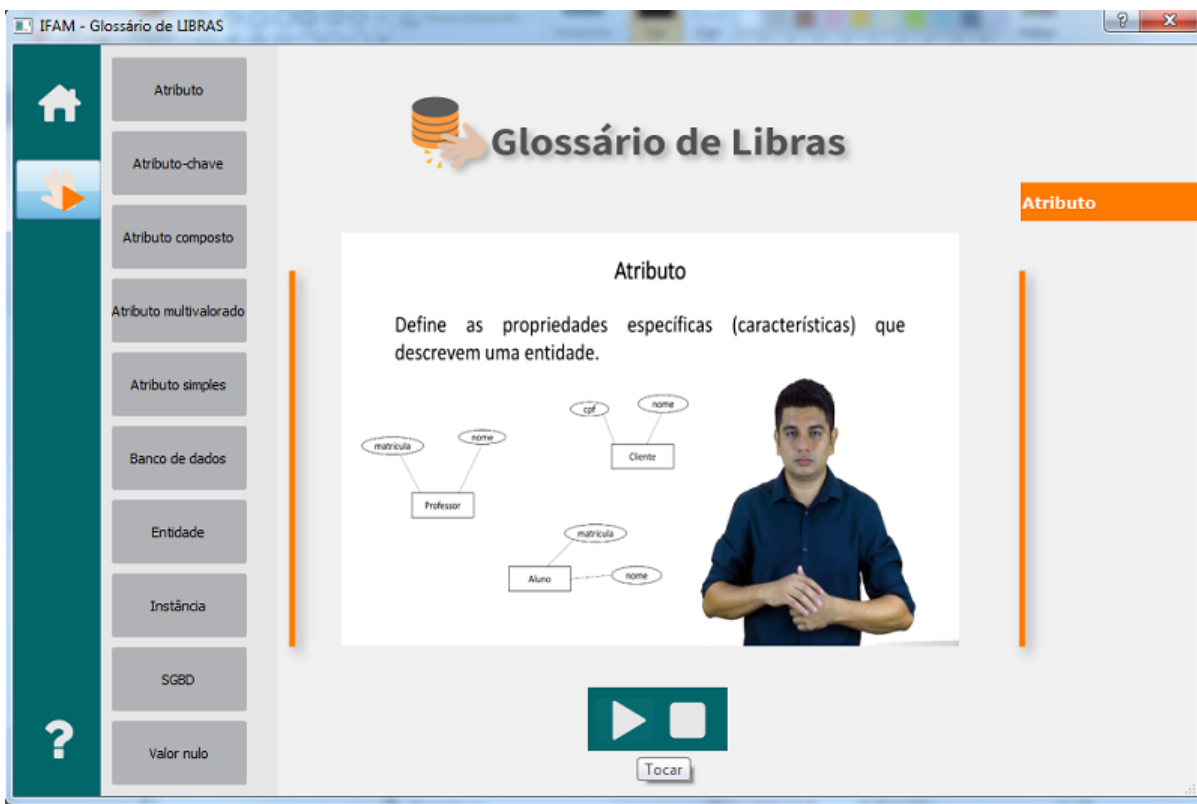 IFAM - Glossário de LIBRAS
Atributo
Atributo-chave
Atributo composto
Atributo multivalorado
Atributo simples
Banco de dados
Entidade
Instância
SGBD
Valor nulo
Glossário de Libras
Atributo
Atributo
Define as propriedades específicas (características) que
descrevem uma entidade.
cpf
nome
Cliente
matrícula
nome
Professor
matrícula
Aluno
nome
Tocar